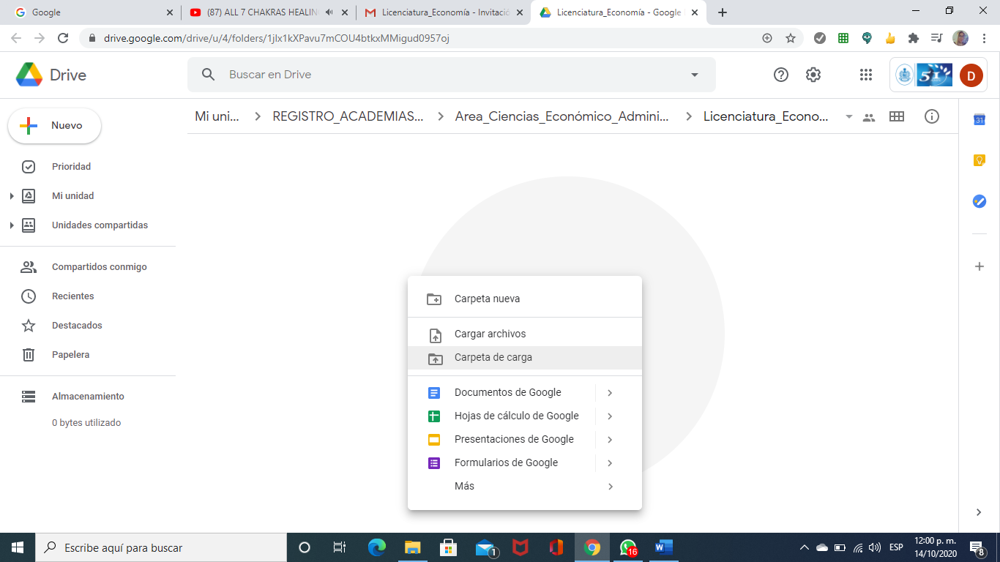 Google
(87) ALL 7 CHAKRAS HEALIN
Licenciatura_Economía - Invitació
Licenciatura_Economía - Google
drive.google.com/drive/u/4/folders/1jIx1kXPavu7mCOU4btkxMMigud0957oj
Drive
Buscar en Drive
51
D
Nuevo
Mi uni...
REGISTRO_ACADEMIAS...
Area_Ciencias_Económico_Admini...
Licenciatura_Econo...
31
Prioridad
Mi unidad
Unidades compartidas
Compartidos conmigo
Recientes
Destacados
Papelera
Almacenamiento
0 bytes utilizado
Carpeta nueva
Cargar archivos
Carpeta de carga
Documentos de Google
Hojas de cálculo de Google
Presentaciones de Google
Formularios de Google
Más
Escribe aquí para buscar
1
16
W
ESP
12:00 p. m.
14/10/2020
8